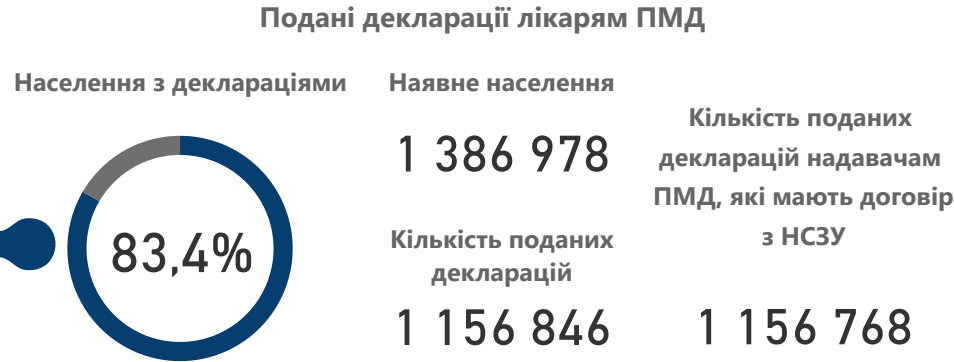 Подані декларації лікарям ПМД
Населення з деклараціями
83,4%
Наявне населення
1 386 978
Кількість поданих
декларацій
1 156 846
Кількість поданих
декларацій надавачам
ПМД, які мають договір
з НСЗУ
1 156 768